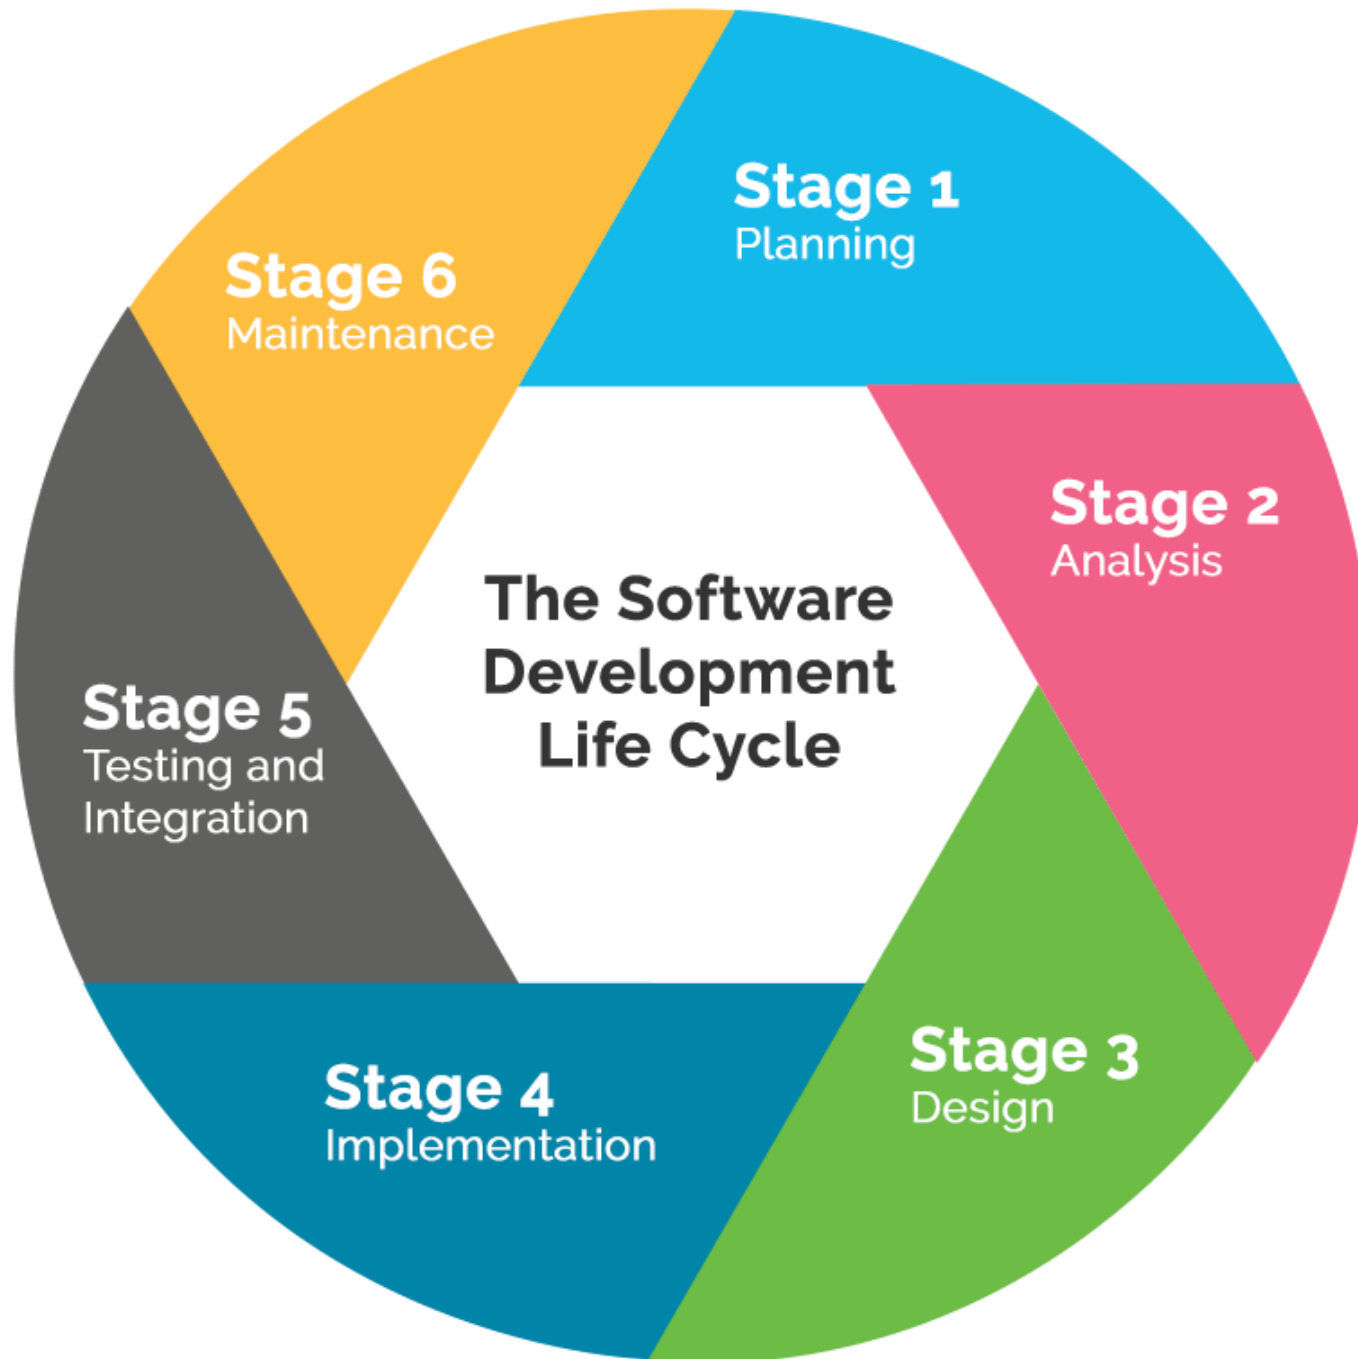 Stage 1
Planning
Stage 2
Analysis
Stage 3
Design
Stage 4
Implementation
Stage 5
Testing and
Integration
Stage 6
Maintenance
The Software
Development
Life Cycle